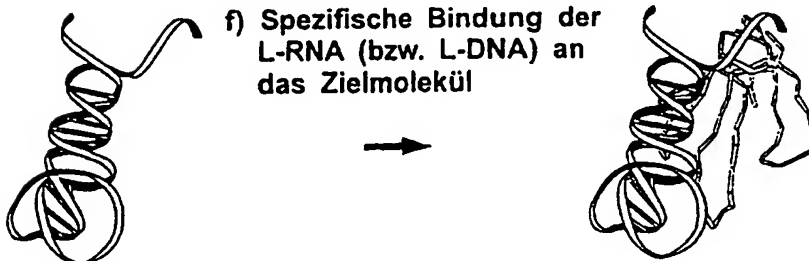 f) Spezifische Bindung der
L-RNA (bzw. L-DNA) an
das Zielmolekül